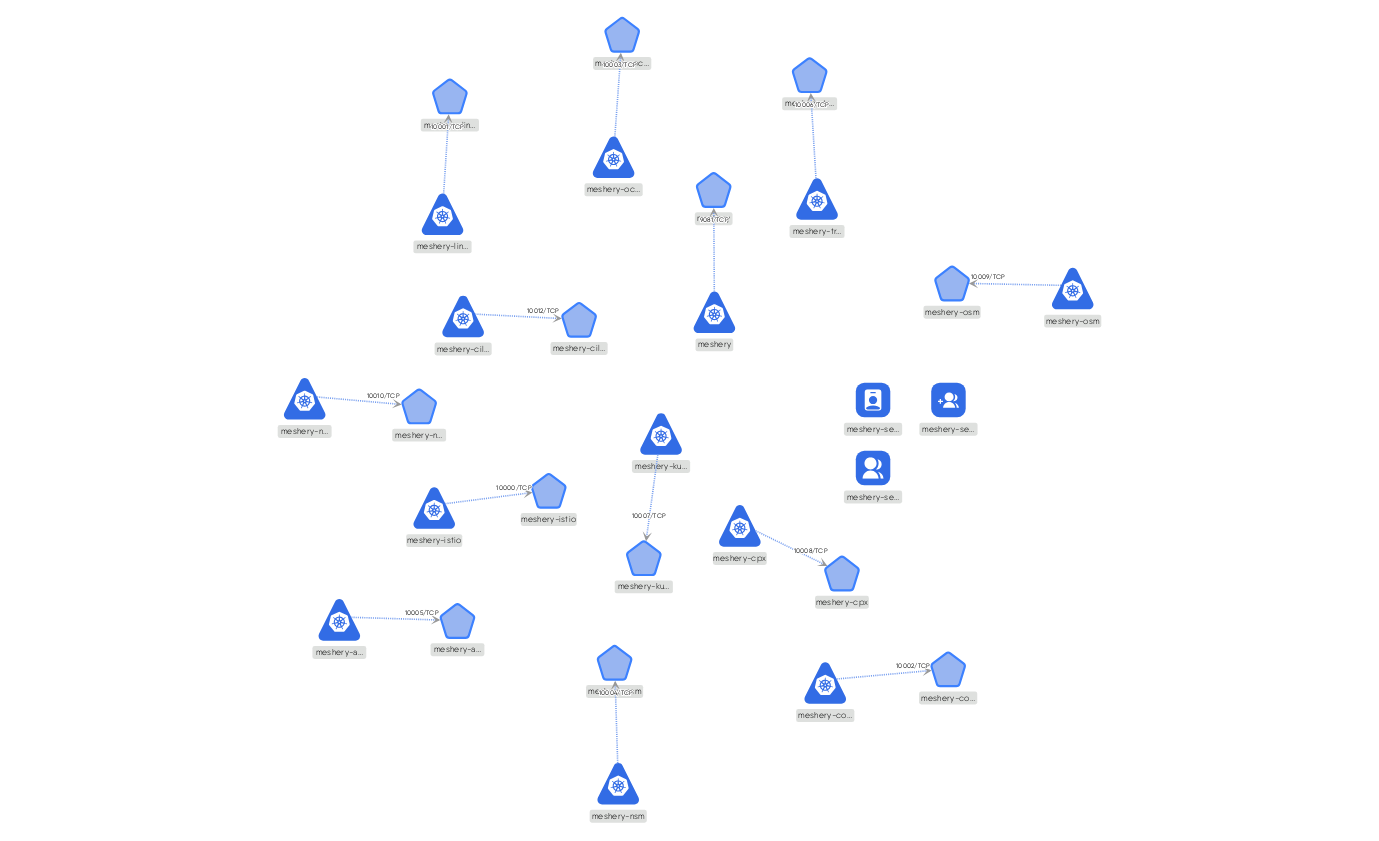 10003/TCP
10001/TCP
10006/TCP
meshery-oc...
9081/TCP
meshery-tr...
meshery-lin...
10009/TCP
meshery-osm
meshery-osm
10012/TCP
meshery-cil...
meshery-cil...
meshery
10010/TCP
meshery-n...
meshery-n...
meshery-se...
meshery-se...
meshery-ku...
meshery-se...
10000/TCP
meshery-istio
meshery-istio
10007/TCP
meshery-ku...
10008/TCP
meshery-cpx
meshery-cpx
10005/TCP
meshery-a...
meshery-a...
10004/TCP
10002/TCP
meshery-co...
meshery-co...
meshery-nsm